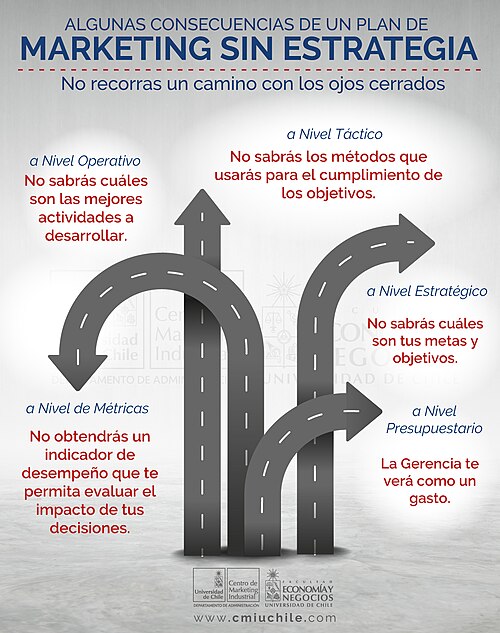 ALGUNAS CONSECUENCIAS DE UN PLAN DE
MARKETING SIN ESTRATEGIA
No recorras un camino con los ojos cerrados
a Nivel Operativo
No sabrás cuáles
son las mejores
actividades a
desarrollar.
a Nivel Táctico
No sabrás los métodos que
usarás para el cumplimiento de
los objetivos.
a Nivel Estratégico
No sabrás cuáles
son tus metas y
objetivos.
a Nivel de Métricas
No obtendrás un
indicador de
desempeño que te
permita evaluar el
impacto de tus
decisiones.
a Nivel
Presupuestario
La Gerencia te
verá como un
gasto.
Universidad
de Chile
Centro de
Marketing
Industrial
DEPARTAMENTO DE ADMINISTRACIÓN
FACULTAD
ECONOMÍA Y
NEGOCIOS
UNIVERSIDAD DE CHILE
www.cmiuchile.com